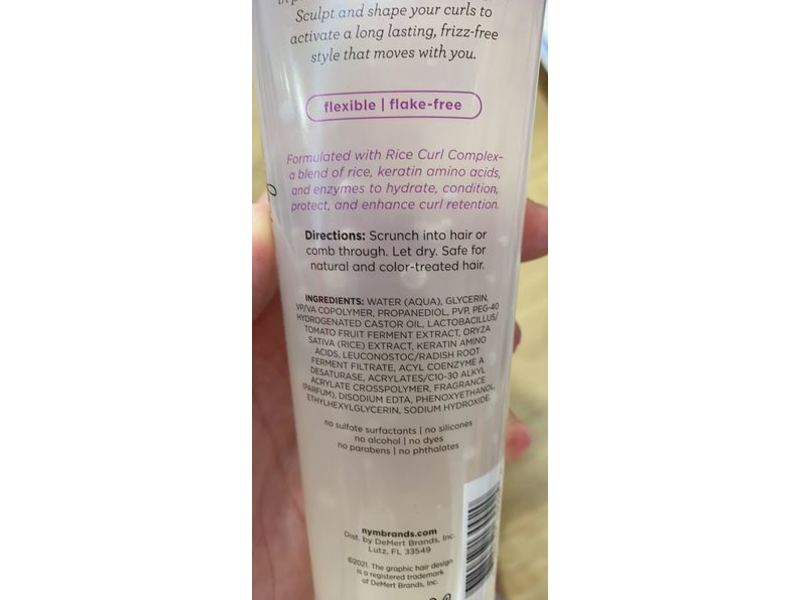 Sculpt and shape your curls to
activate a long lasting, frizz-free
style that moves with you.
flexible | flake-free
Formulated with Rice Curl Complex-
a blend of rice, keratin amino acids,
and enzymes to hydrate, condition,
protect, and enhance curl retention.
Directions: Scrunch into hair or
comb through. Let dry. Safe for
natural and color-treated hair.
INGREDIENTS: WATER (AQUA), GLYCERIN,
VP/VA COPOLYMER, PROPANEDIOL, PVP, PEG-40
HYDROGENATED CASTOR OIL, LACTOBACILLUS/
TOMATO FRUIT FERMENT EXTRACT, ORYZA
SATIVA (RICE) EXTRACT, KERATIN AMINO
ACIDS, LEUCONOSTOC/RADISH ROOT
FERMENT FILTRATE, ACYL COENZYME A
DESATURASE, ACRYLATES/C10-30 ALKYL
ACRYLATE CROSSPOLYMER, FRAGRANCE
(PARFUM), DISODIUM EDTA, PHENOXYETHANOL,
ETHYLHEXYLGLYCERIN, SODIUM HYDROXIDE.
no sulfate surfactants | no silicones
no alcohol | no dyes
no parabens | no phthalates
nymbrands.com
Dist. by DeMert Brands, Inc.
Lutz, FL 33549
©2021. The graphic hair design
is a registered trademark
of DeMert Brands, Inc.